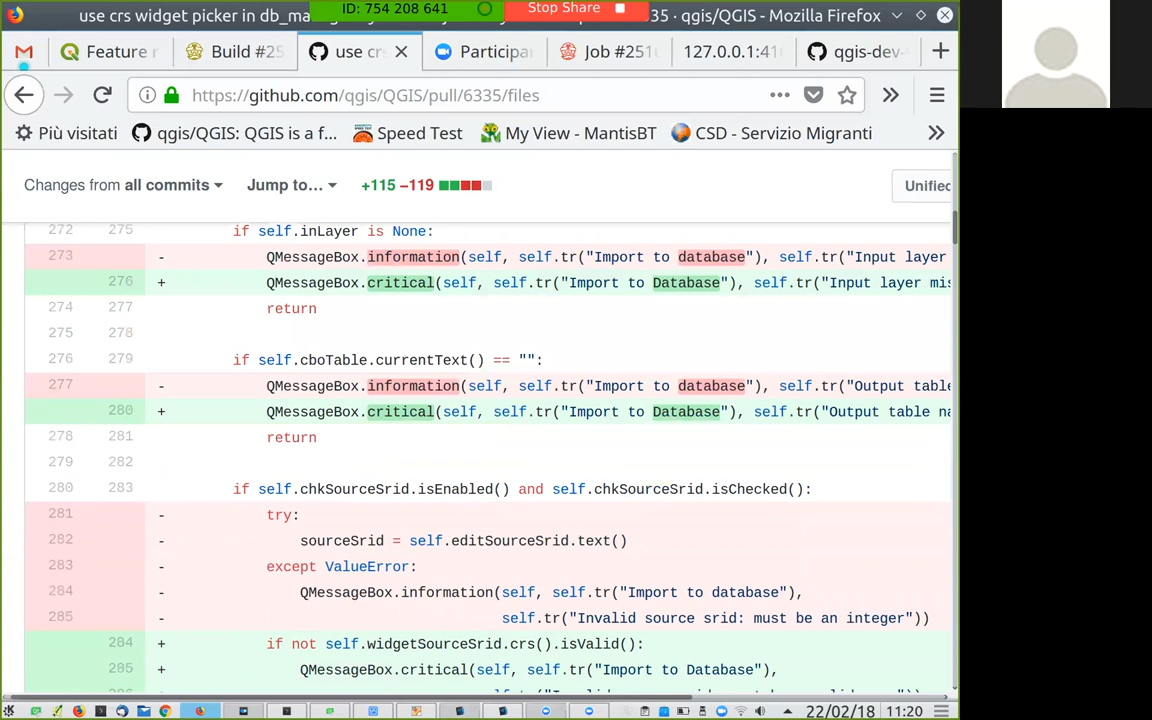 use crs widget picker in db_ma
ID: 754 208 641
Stop Share
35 · qgis/QGIS - Mozilla Firefox
Feature r
Build #25
use crs
Participa
Job #251
127.0.0.1:41
qgis-dev-
https://github.com/qgis/QGIS/pull/6335/files
Più visitati
qgis/QGIS: QGIS is a f...
Speed Test
My View - MantisBT
CSD - Servizio Migranti
Changes from all commits
Jump to...
+115 −119
Unified
272 275 if self.inLayer is None:
273 - QMessageBox.information(self, self.tr("Import to database"), self.tr("Input layer
276 + QMessageBox.critical(self, self.tr("Import to Database"), self.tr("Input layer mis
274 277 return
275 278
276 279 if self.cboTable.currentText() == "":
277 - QMessageBox.information(self, self.tr("Import to database"), self.tr("Output table
280 + QMessageBox.critical(self, self.tr("Import to Database"), self.tr("Output table na
278 281 return
279 282
280 283 if self.chkSourceSrid.isEnabled() and self.chkSourceSrid.isChecked():
281 - try:
282 - sourceSrid = self.editSourceSrid.text()
283 - except ValueError:
284 - QMessageBox.information(self, self.tr("Import to database"),
285 - self.tr("Invalid source srid: must be an integer"))
284 + if not self.widgetSourceSrid.crs().isValid():
285 + QMessageBox.critical(self, self.tr("Import to Database"),
22/02/18
11:20